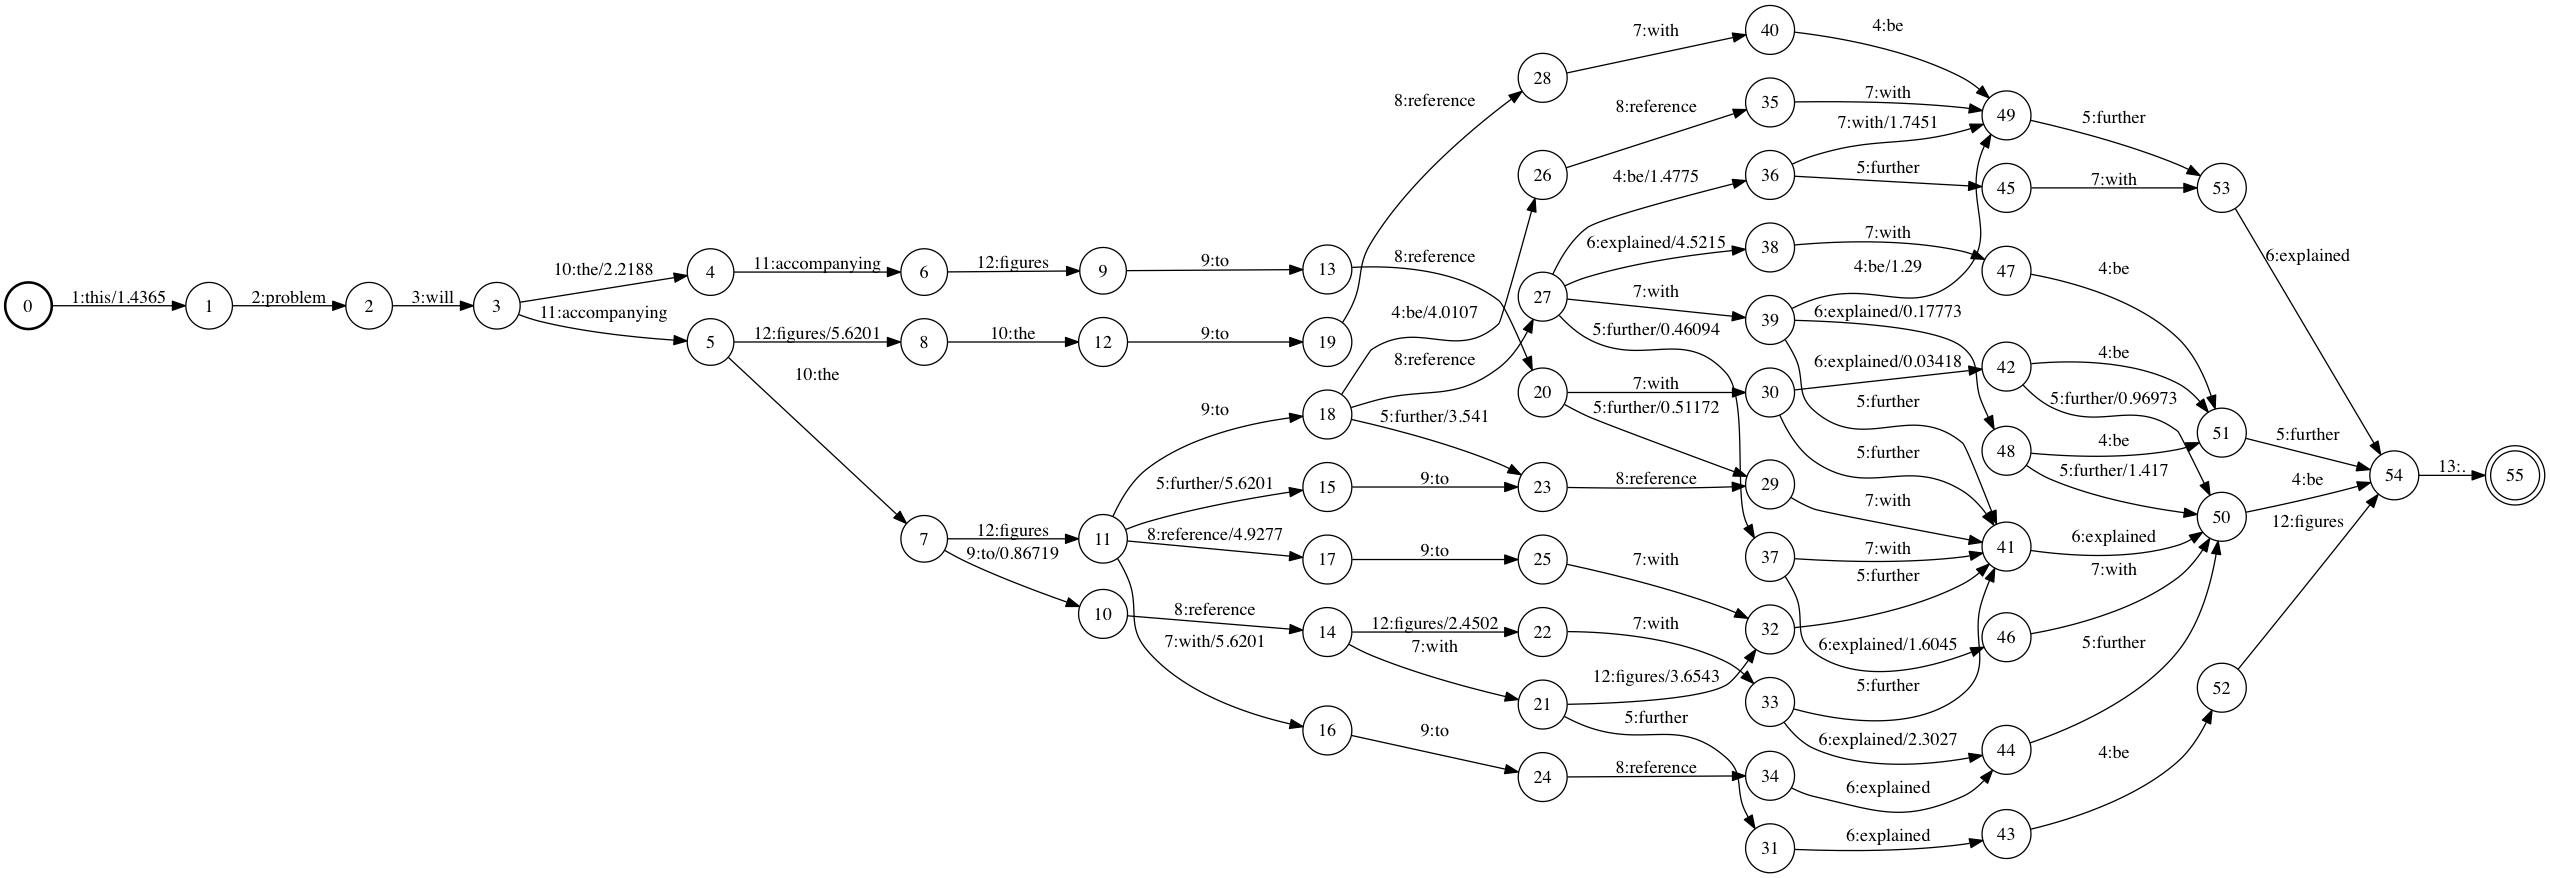 0
1:this/1.4365
1
2:problem
2
3:will
3
10:the/2.2188
11:accompanying
4
11:accompanying
5
12:figures/5.6201
10:the
6
12:figures
8
10:the
7
12:figures
9:to/0.86719
9
9:to
12
9:to
11
9:to
5:further/5.6201
8:reference/4.9277
7:with/5.6201
10
8:reference
13
8:reference
19
8:reference
18
4:be/4.0107
8:reference
5:further/3.541
15
9:to
17
9:to
14
12:figures/2.4502
7:with
16
9:to
28
7:with
26
8:reference
27
4:be/1.4775
6:explained/4.5215
7:with
5:further/0.46094
20
7:with
5:further/0.51172
23
8:reference
25
7:with
22
7:with
21
12:figures/3.6543
5:further
24
8:reference
40
4:be
35
7:with
36
7:with/1.7451
5:further
38
7:with
39
4:be/1.29
6:explained/0.17773
5:further
30
6:explained/0.03418
5:further
29
7:with
37
7:with
6:explained/1.6045
32
5:further
33
5:further
6:explained/2.3027
34
6:explained
31
6:explained
49
5:further
45
7:with
47
4:be
42
4:be
5:further/0.96973
48
4:be
5:further/1.417
41
6:explained
46
7:with
44
5:further
43
4:be
53
6:explained
51
5:further
50
4:be
52
12:figures
54
13:.
55